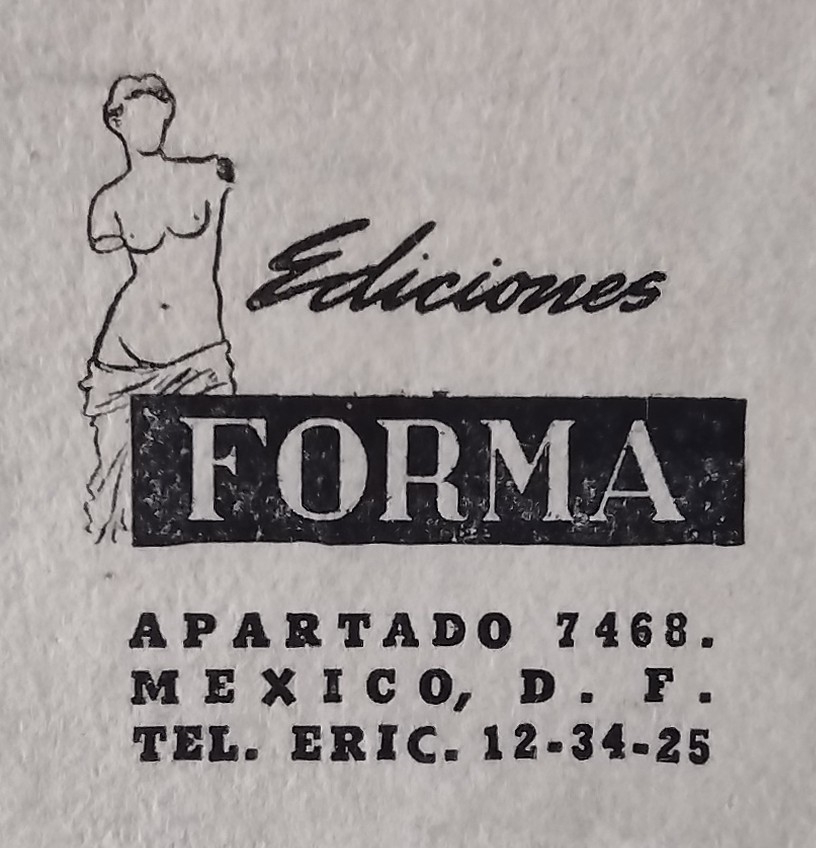 Ediciones
FORMA
APARTADO 7468.
MEXICO, D. F.
TEL. ERIC. 12-34-25